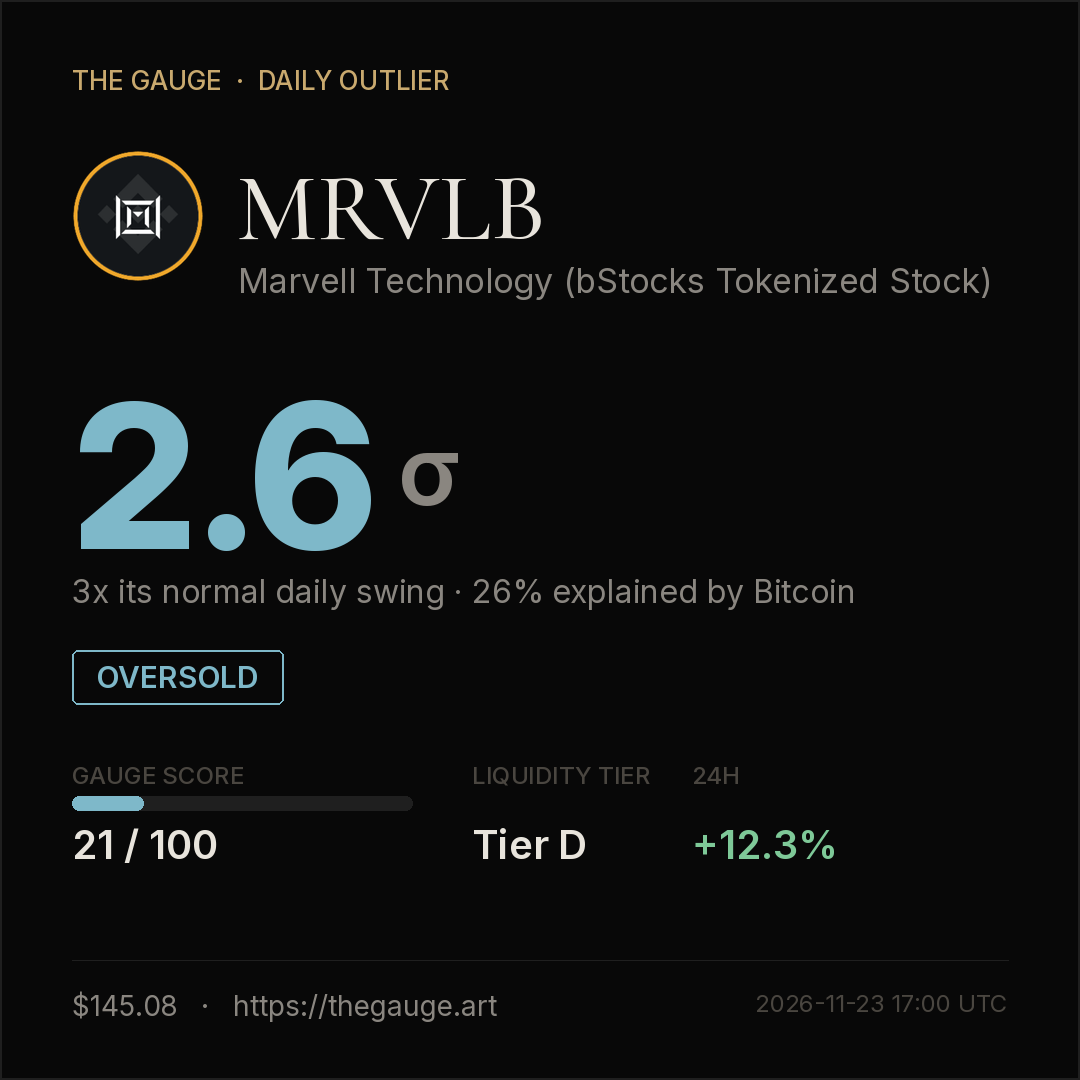 THE GAUGE · DAILY OUTLIER
MRVLB
Marvell Technology (bStocks Tokenized Stock)
2.6 σ
3x its normal daily swing · 26% explained by Bitcoin
OVERSOLD
GAUGE SCORE LIQUIDITY TIER 24H
21 / 100 Tier D +12.3%
$145.08 · https://thegauge.art 2026-11-23 17:00 UTC